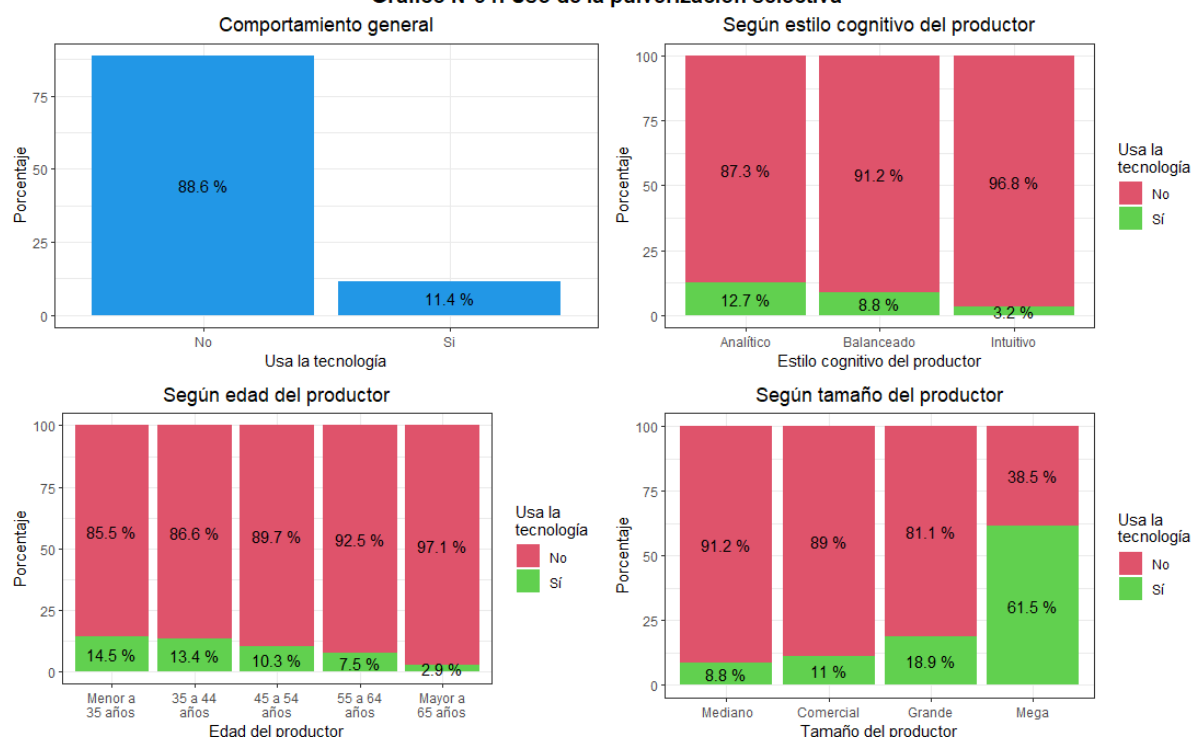 Comportamiento general
75
50
25
0
Porcentaje
88.6 %
11.4 %
No
Si
Usa la tecnología
Según estilo cognitivo del productor
100
75
50
25
0
Porcentaje
87.3 %
91.2 %
96.8 %
12.7 %
8.8 %
3.2 %
Analítico
Balanceado
Intuitivo
Estilo cognitivo del productor
Usa la
tecnología
No
Sí
Según edad del productor
100
75
50
25
0
Porcentaje
85.5 %
86.6 %
89.7 %
92.5 %
97.1 %
14.5 %
13.4 %
10.3 %
7.5 %
2.9 %
Menor a
35 años
35 a 44
años
45 a 54
años
55 a 64
años
Mayor a
65 años
Edad del productor
Usa la
tecnología
No
Sí
Según tamaño del productor
100
75
50
25
0
Porcentaje
91.2 %
89 %
81.1 %
38.5 %
8.8 %
11 %
18.9 %
61.5 %
Mediano
Comercial
Grande
Mega
Tamaño del productor
Usa la
tecnología
No
Sí